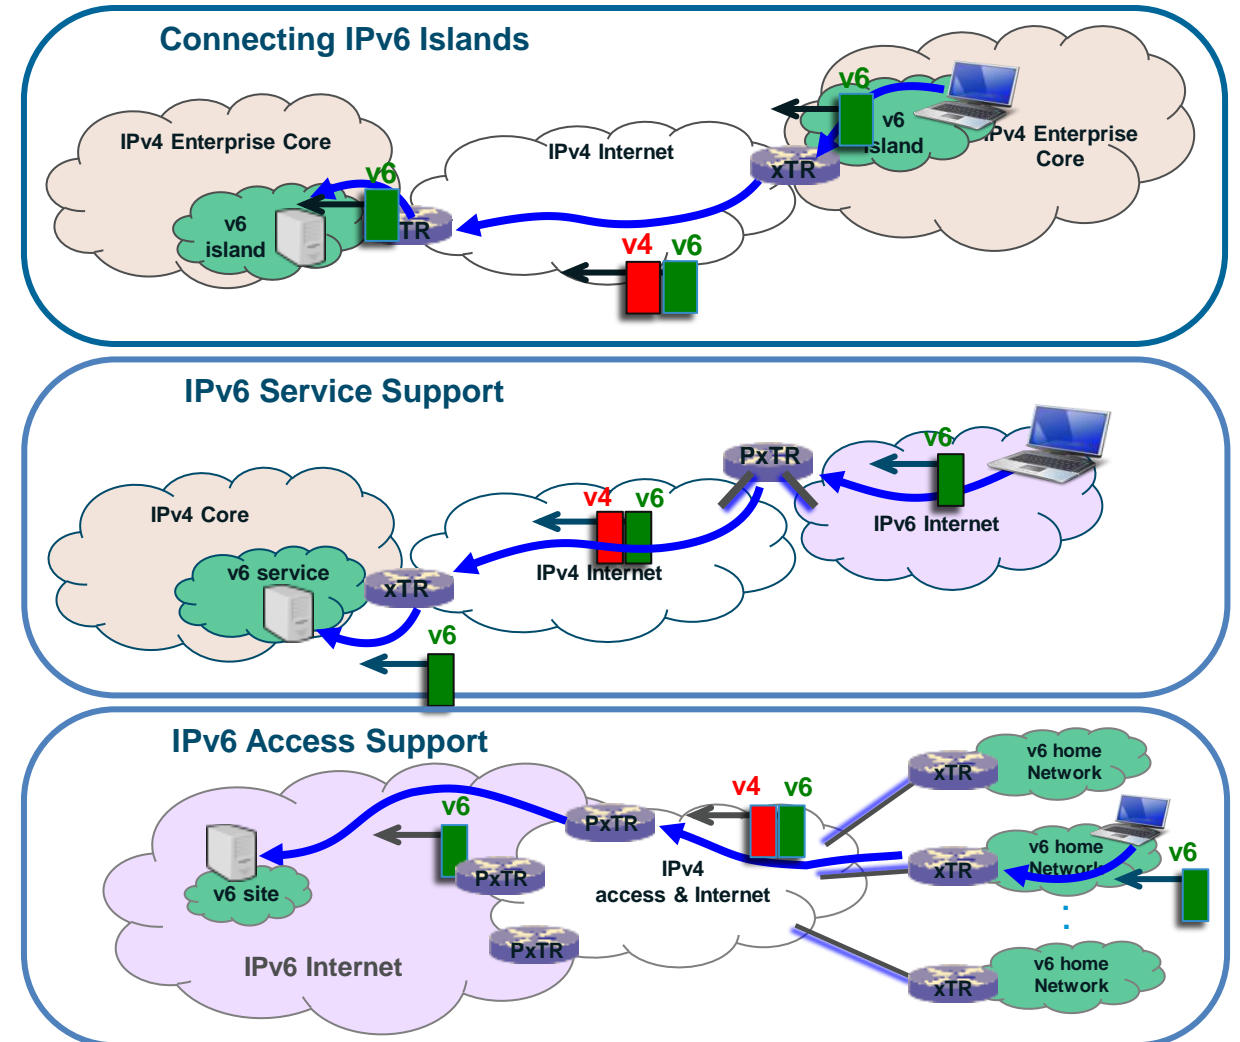 Connecting IPv6 Islands
IPv4 Enterprise Core
v6
v6
island
TR
IPv4 Internet
v4 v6
xTR
v6
v6
island
IPv4 Enterprise
Core
IPv6 Service Support
IPv4 Core
v6 service
xTR
v6
v4 v6
IPv4 Internet
PxTR
v6
IPv6 Internet
IPv6 Access Support
v6
v6 site
IPv6 Internet
PxTR
PxTR
PxTR
v4 v6
IPv4
access & Internet
xTR
v6 home
Network
xTR
v6 home
Network
v6
:
xTR
v6 home
Network